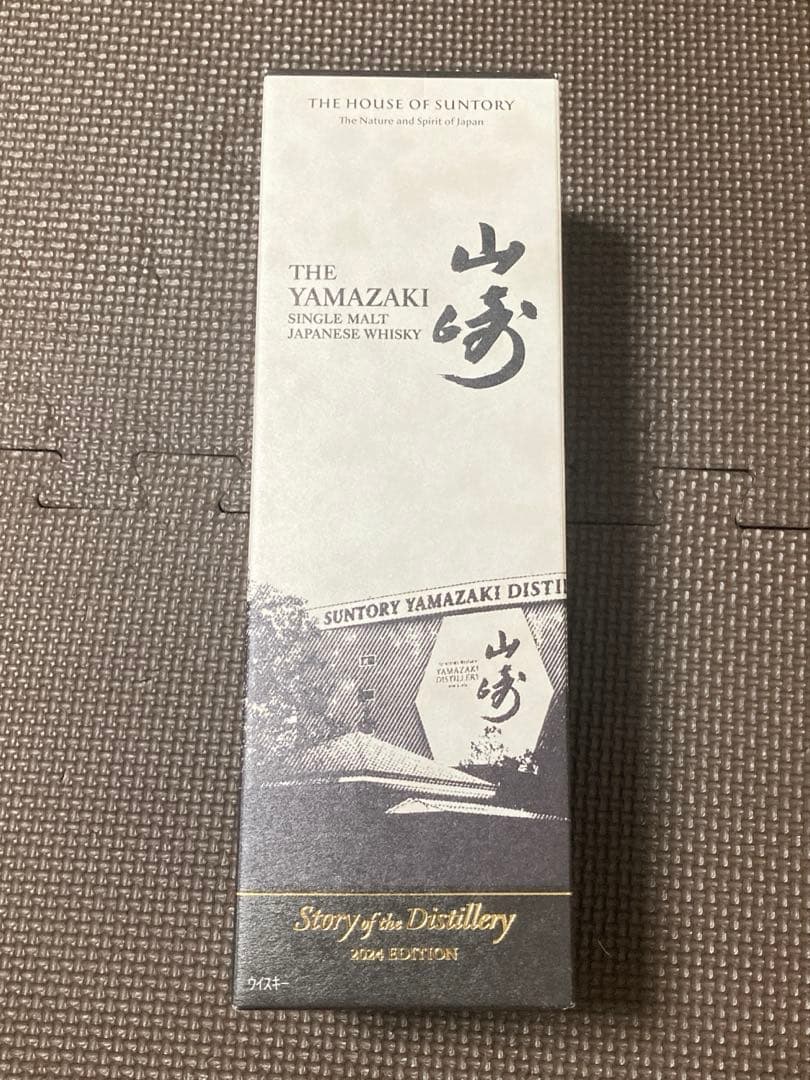 THE HOUSE OF SUNTORY
The Nature and Spirit of Japan
山崎
THE
YAMAZAKI
SINGLE MALT
JAPANESE WHISKY
SUNTORY YAMAZAKI DISTI
山崎
YAMAZAKI
DISTILLERY
Story of the Distillery
2024 EDITION
ウイスキー